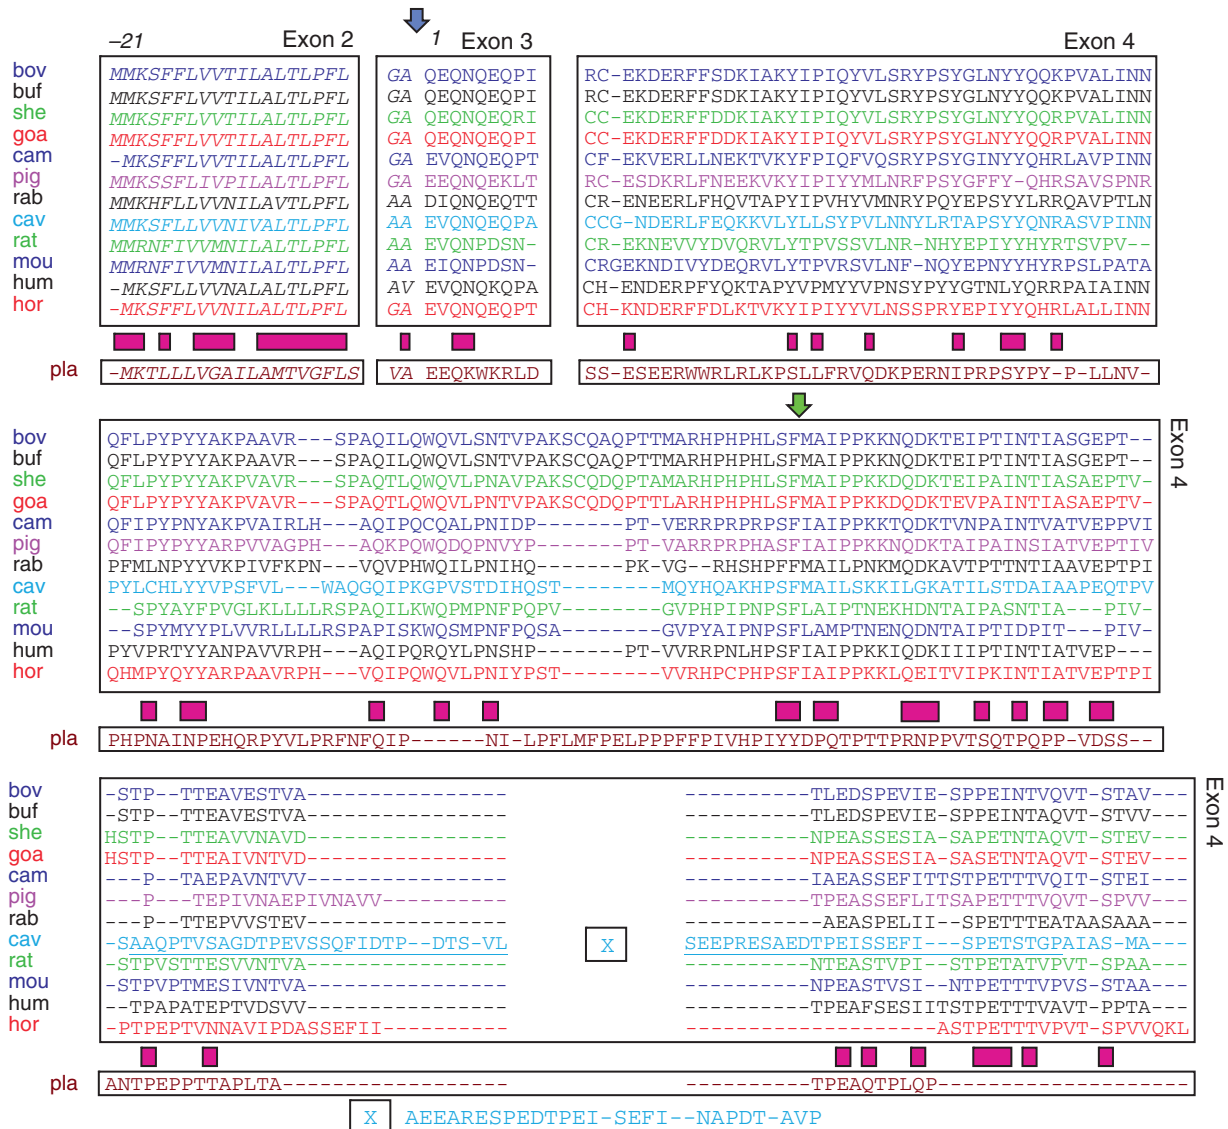 –21 Exon 2 1 Exon 3 Exon 4
bov MMKSFFLVVTILALTLPFL GA QEQNQEQPI RC-EKDERFFSDKIAKYIPIQYVLSRYPSYGLNYYQQKPVALINN
buf MMKSFFLVVTILALTLPFL GA QEQNQEQPI RC-EKDERFFSDKIAKYIPIQYVLSRYPSYGLNYYQQKPVALINN
she MMKSFFLVVTILALTLPFL GA QEQNQEQRI CC-EKDERFFDDKIAKYIPIQYVLSRYPSYGLNYYQQRPVALINN
goa MMKSFFLVVTILALTLPFL GA QEQNQEQPI CC-EKDERFFDDKIAKYIPIQYVLSRYPSYGLNYYQQRPVALINN
cam -MKSFFLVVTILALTLPFL GA EVQNQEQPT CF-EKVERLLNEKTVKYFPIQFVQSRYPSYGINYYQHRLAVPINN
pig MMKSSFLIVPILALTLPFL GA EEQNQEKLT RC-ESDKRLFNEEKVKYIPIYYMLNRFPSYGFFY-QHRSAVSPNR
rab MMKHFLLVVNILAVTLPFL AA DIQNQEQTT CR-ENEERLFHQVTAPYIPVHYVMNRYPQYEPSYYLRRQAVPTLN
cav MMKSFLLVVNIVALTLPFL AA EVQNQEQPA CCG-NDERLFEQKKVLYLLSYPVLNNYLRTAPSYYQNRASVPINN
rat MMRNFIVVMNILALTLPFL AA EVQNPDSN- CR-EKNEVVYDVQRVLYTPVSSVLNR-NHYEPIYYHYRTSVPV--
mou MMRNFIVVMNILALTLPFL AA EIQNPDSN- CRGEKNDIVYDEQRVLYTPVRSVLNF-NQYEPNYYHYRPSLPATA
hum -MKSFLLVVNALALTLPFL AV EVQNQKQPA CH-ENDERPFYQKTAPYVPMYYVPNSYPYYGTNLYQRRPAIAINN
hor -MKSFLLVVNILALTLPFL GA EVQNQEQPT CH-KNDERFFDLKTVKYIPIYYVLNSSPRYEPIYYQHRLALLINN
pla -MKTLLLVGAILAMTVGFLS VA EEQKWKRLD SS-ESEERWWRLRLKPSLLFRVQDKPERNIPRPSYPY-P-LLNV-
bov QFLPYPYYAKPAAVR---SPAQILQWQVLSNTVPAKSCQAQPTTMARHPHPHLSFMAIPPKKNQDKTEIPTINTIASGEPT-- Exon 4
buf QFLPYPYYAKPAAVR---SPAQILQWQVLSNTVPAKSCQAQPTTMARHPHPHLSFMAIPPKKNQDKTEIPTINTIASGEPT--
she QFLPYPYYAKPVAVR---SPAQTLQWQVLPNAVPAKSCQDQPTAMARHPHPHLSFMAIPPKKDQDKTEIPAINTIASAEPTV-
goa QFLPYPYYAKPVAVR---SPAQTLQWQVLPNTVPAKSCQDQPTTLARHPHPHLSFMAIPPKKDQDKTEVPAINTIASAEPTV-
cam QFIPYPNYAKPVAIRLH---AQIPQCQALPNIDP-------PT-VERRPRPRPSFIAIPPKKTQDKTVNPAINTVATVEPPVI
pig QFIPYPYYARPVVAGPH---AQKPQWQDQPNVYP-------PT-VARRPRPHASFIAIPPKKNQDKTAIPAINSIATVEPTIV
rab PFMLNPYYVKPIVFKPN---VQVPHWQILPNIHQ-------PK-VG--RHSHPFFMAILPNKMQDKAVTPTTNTIAAVEPTPI
cav PYLCHLYYVPSFVL---WAQGQIPKGPVSTDIHQST------MQYHQAKHPSFMAILSKKILGKATILSTDAIAAPEQTPV
rat --SPYAYFPVGLKLLLLRSPAQILKWQPMPNFPQPV-------GVPHPIPNPSFLAIPTNEKHDNTAIPASNTIA---PIV-
mou --SPYMYYPLVVRLLLLRSPAPISKWQSMPNFPQSA--------GVPYAIPNPSFLAMPTNENQDNTAIPTIDPIT---PIV-
hum PYVPRTYYANPAVVRPH---AQIPQRQYLPNSHP-------PT-VVRRPNLHPSFIAIPPKKIQDKIIIPTINTIATVEP---
hor QHMPYQYYARPAAVRPH---VQIPQWQVLPNIYPST--------VVRHPCPHPSFIAIPPKKLQEITVIPKINTIATVEPTPI
pla PHPNAINPEHQRPYVLPRFNFQIP------NI-LPFLMFPELPPPFFPIVHPIYYDPQTPTTPRNPPVTSQTPQPP-VDSS--
bov -STP--TTEAVESTVA---------------- ----------TLEDSPEVIE-SPPEINTVQVT-STAV--- Exon 4
buf -STP--TTEAVESTVA---------------- ----------TLEDSPEVIE-SPPEINTAQVT-STVV---
she HSTP--TTEAVVNAVD---------------- ----------NPEASSESIA-SAPETNTAQVT-STEV---
goa HSTP--TTEAIVNTVD---------------- ----------NPEASSESIA-SASETNTAQVT-STEV---
cam ---P--TAEPAVNTVV---------------- ----------IAEASSEFITTSTPETTTVQIT-STEI---
pig ---P---TEPIVNAEPIVNAVV---------- ----------TPEASSEFLITSAPETTTVQVT-SPVV---
rab ---P--TTEPVVSTEV---------------- -----------AEASPELII--SPETTTEATAASAAA---
cav -SAAQPTVSAGDTPEVSSQFIDTP--DTS-VL X SEEPRESAEDTPEISSEFI---SPETSTGPAIAS-MA---
rat -STPVSTTESVVNTVA---------------- ----------NTEASTVPI--STPETATVPVT-SPAA---
mou -STPVPTMESIVNTVA---------------- ----------NPEASTVSI--NTPETTTVPVS-STAA---
hum --TPAPATEPTVDSVV---------------- ----------TPEAFSESIITSTPETTTVAVT-PPTA----
hor -PTPEPTVNNAVIPDASSEFII---------- --------------------ASTPETTTVPVT-SPVVQKL
pla ANTPEPPTTAPLTA------------------ ----------TPEAQTPLQP--------------------
X AEEARESPEDTPEI-SEFI--NAPDT-AVP